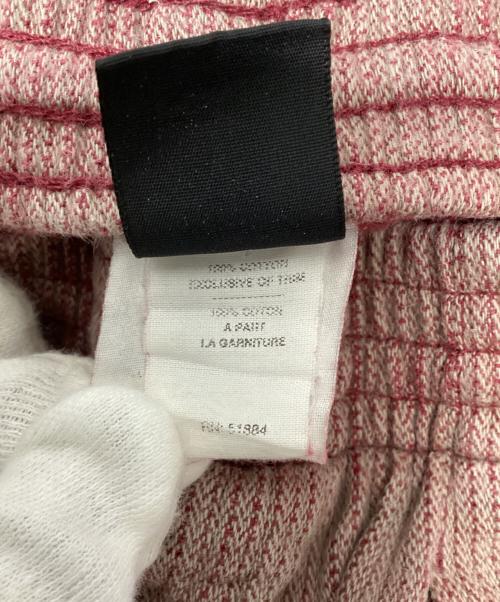 100% COTTON
EXCLUSIVE OF TRIM
100% COTON
A PART
LA GARNITURE
RN: 51884